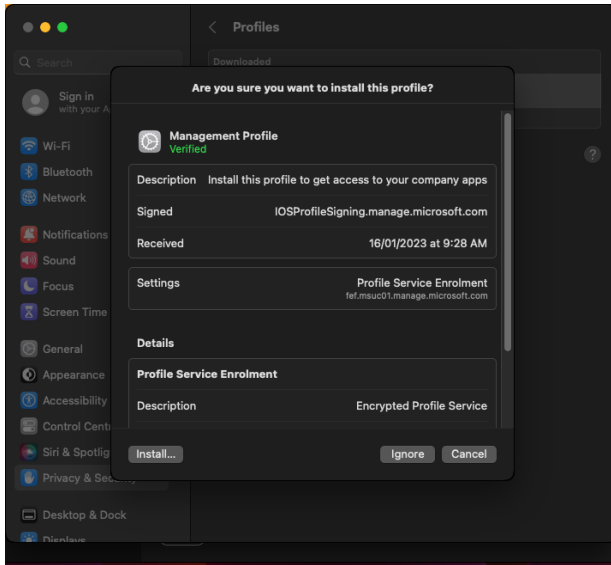 Profiles
Search
Downloaded
Sign in
with your A
Wi-Fi
Bluetooth
Network
Notifications
Sound
Focus
Screen Time
General
Appearance
Accessibility
Control Cent
Siri & Spotlig
Privacy & Sec
Desktop & Dock
Displays
Are you sure you want to install this profile?
Management Profile
Verified
Description Install this profile to get access to your company apps
Signed IOSProfileSigning.manage.microsoft.com
Received 16/01/2023 at 9:28 AM
Settings Profile Service Enrolment
fef.msuc01.manage.microsoft.com
Details
Profile Service Enrolment
Description Encrypted Profile Service
Install... Ignore Cancel
?